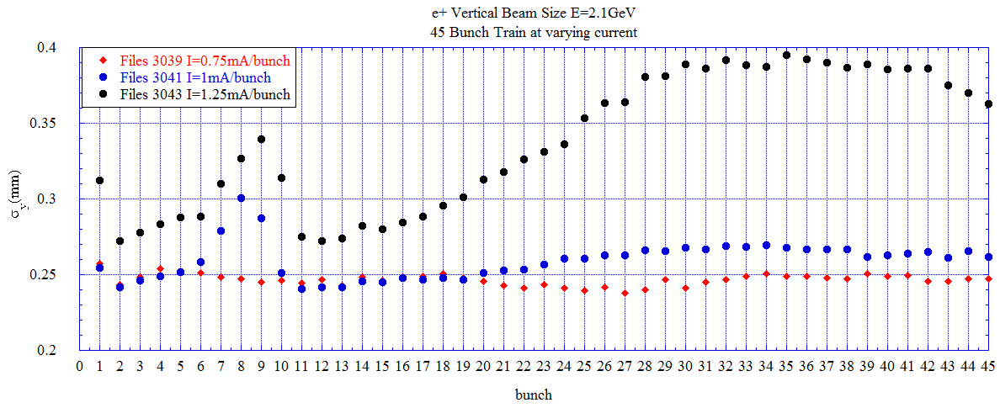 e+ Vertical Beam Size E=2.1GeV
45 Bunch Train at varying current
Files 3039 I=0.75mA/bunch
Files 3041 I=1mA/bunch
Files 3043 I=1.25mA/bunch
0.4
0.35
0.3
0.25
0.2
σy(mm)
0 1 2 3 4 5 6 7 8 9 10 11 12 13 14 15 16 17 18 19 20 21 22 23 24 25 26 27 28 29 30 31 32 33 34 35 36 37 38 39 40 41 42 43 44 45
bunch